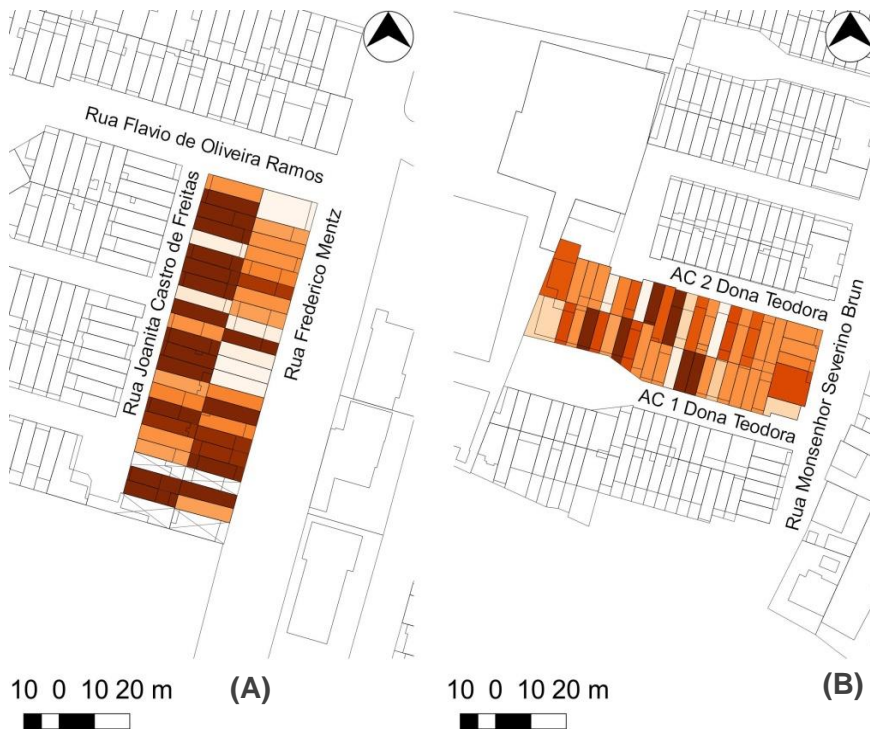 Rua Flavio de Oliveira Ramos
Rua Joanita Castro de Freitas
Rua Frederico Mentz
10 0 10 20 m
(A)
AC 2 Dona Teodora
AC 1 Dona Teodora
Rua Monsenhor Severino Brun
10 0 10 20 m
(B)